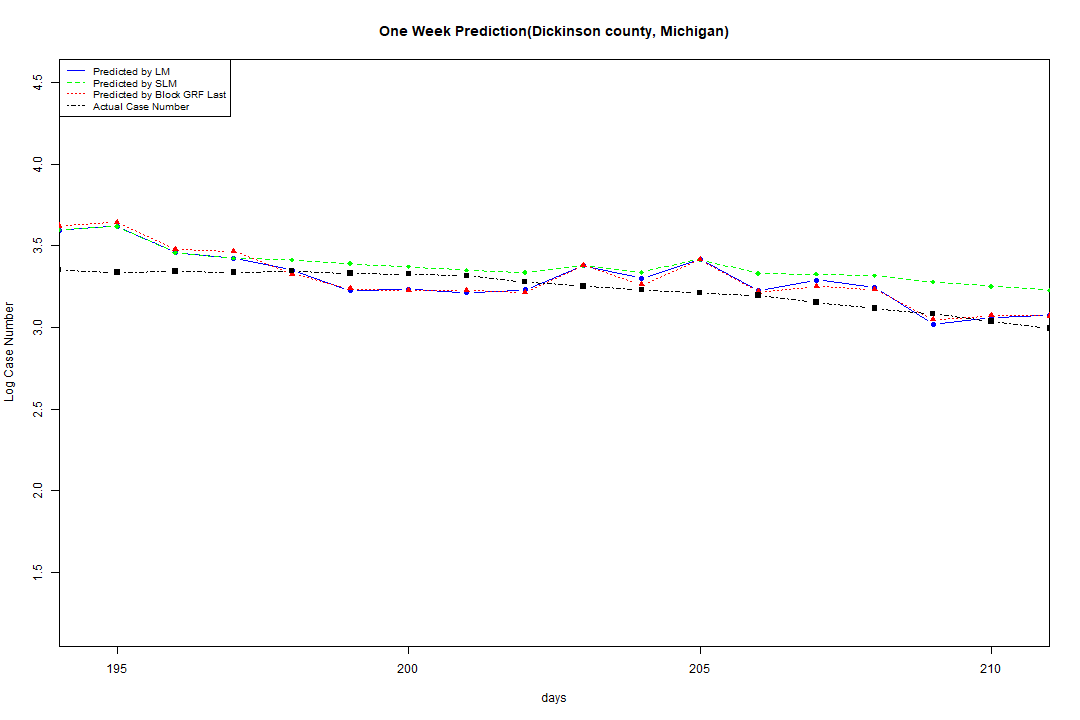 One Week Prediction(Dickinson county, Michigan)
Predicted by LM
Predicted by SLM
Predicted by Block GRF Last
Actual Case Number
4.5
4.0
3.5
3.0
2.5
2.0
1.5
Log Case Number
195 200 205 210
days